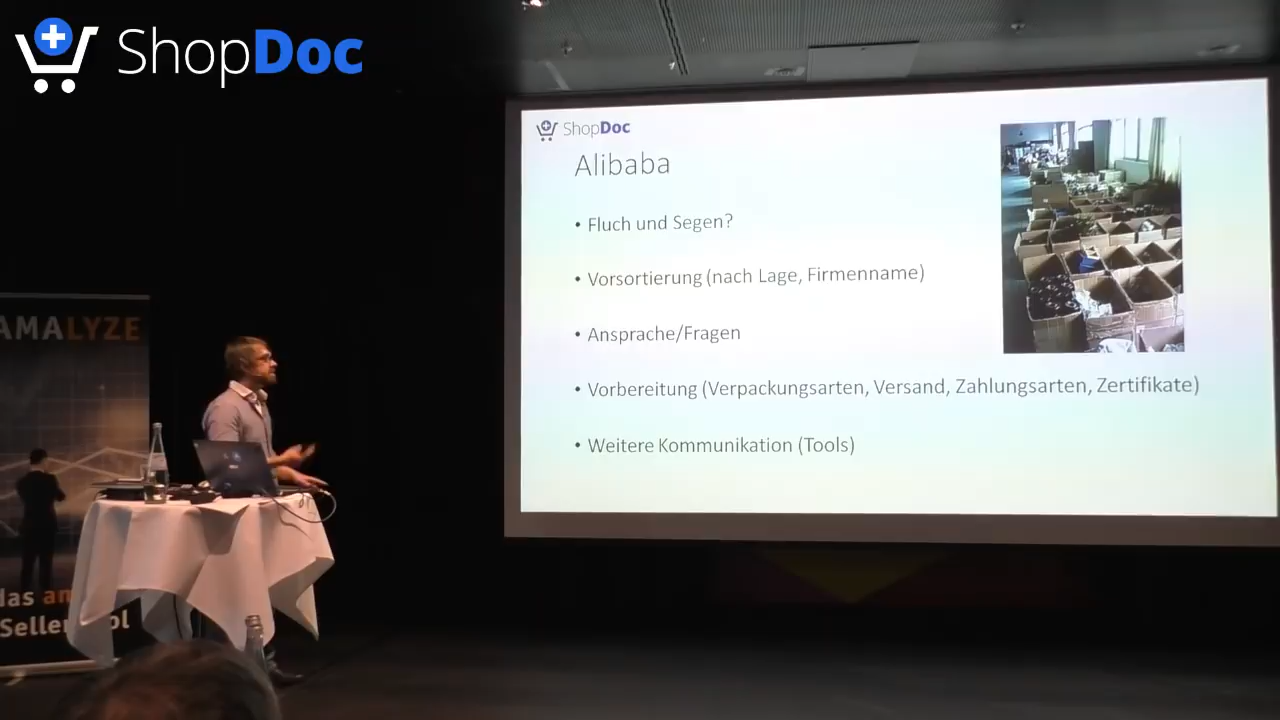 ShopDoc
ShopDoc
Alibaba
• Fluch und Segen?
• Vorsortierung (nach Lage, Firmenname)
• Ansprache/Fragen
• Vorbereitung (Verpackungsarten, Versand, Zahlungsarten, Zertifikate)
• Weitere Kommunikation (Tools)
AMALYZE
das